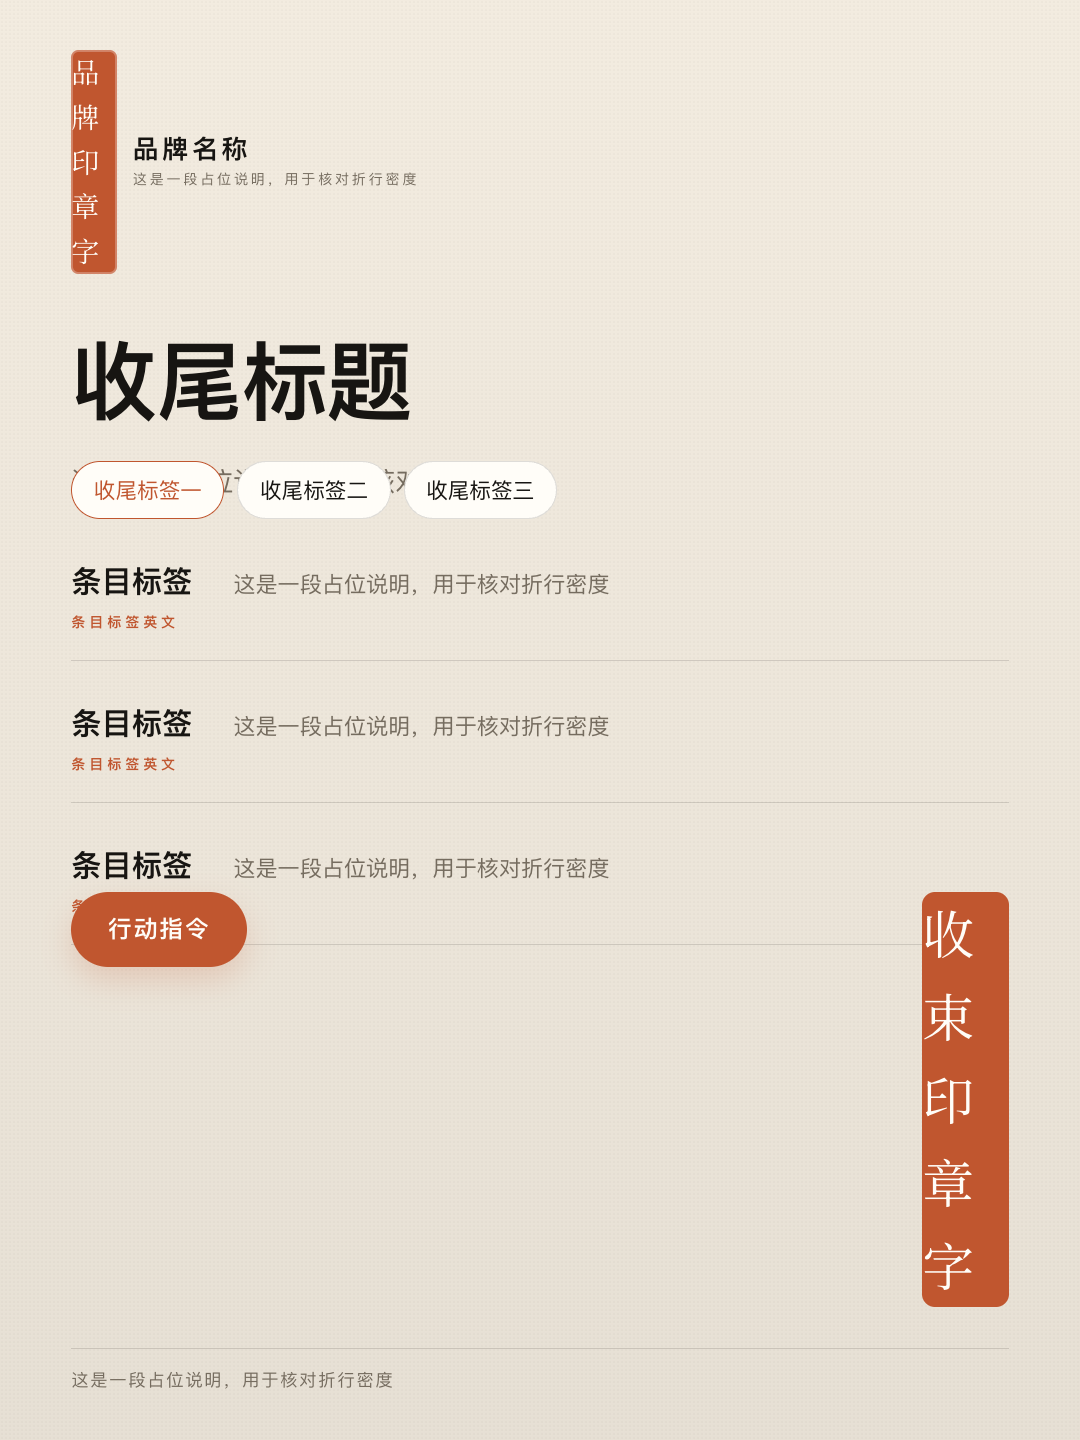 品牌印章字
品牌名称
这是一段占位说明，用于核对折行密度
收尾标题
收尾标签一
收尾标签二
收尾标签三
条目标签
这是一段占位说明，用于核对折行密度
条目标签英文
条目标签
这是一段占位说明，用于核对折行密度
条目标签英文
条目标签
这是一段占位说明，用于核对折行密度
行动指令
收束印章字
这是一段占位说明，用于核对折行密度